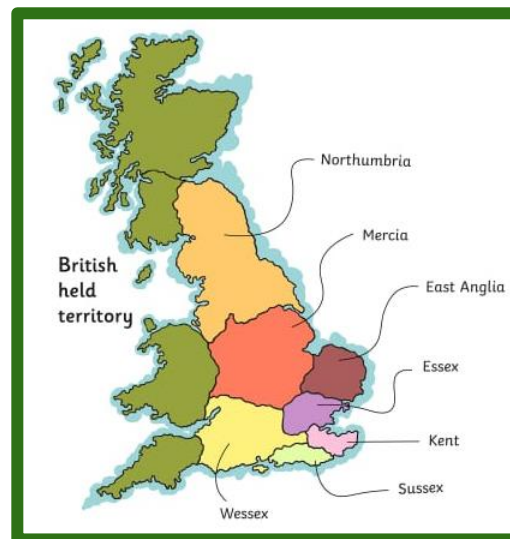 Northumbria
Mercia
British
held
territory
East Anglia
Essex
Kent
Sussex
Wessex